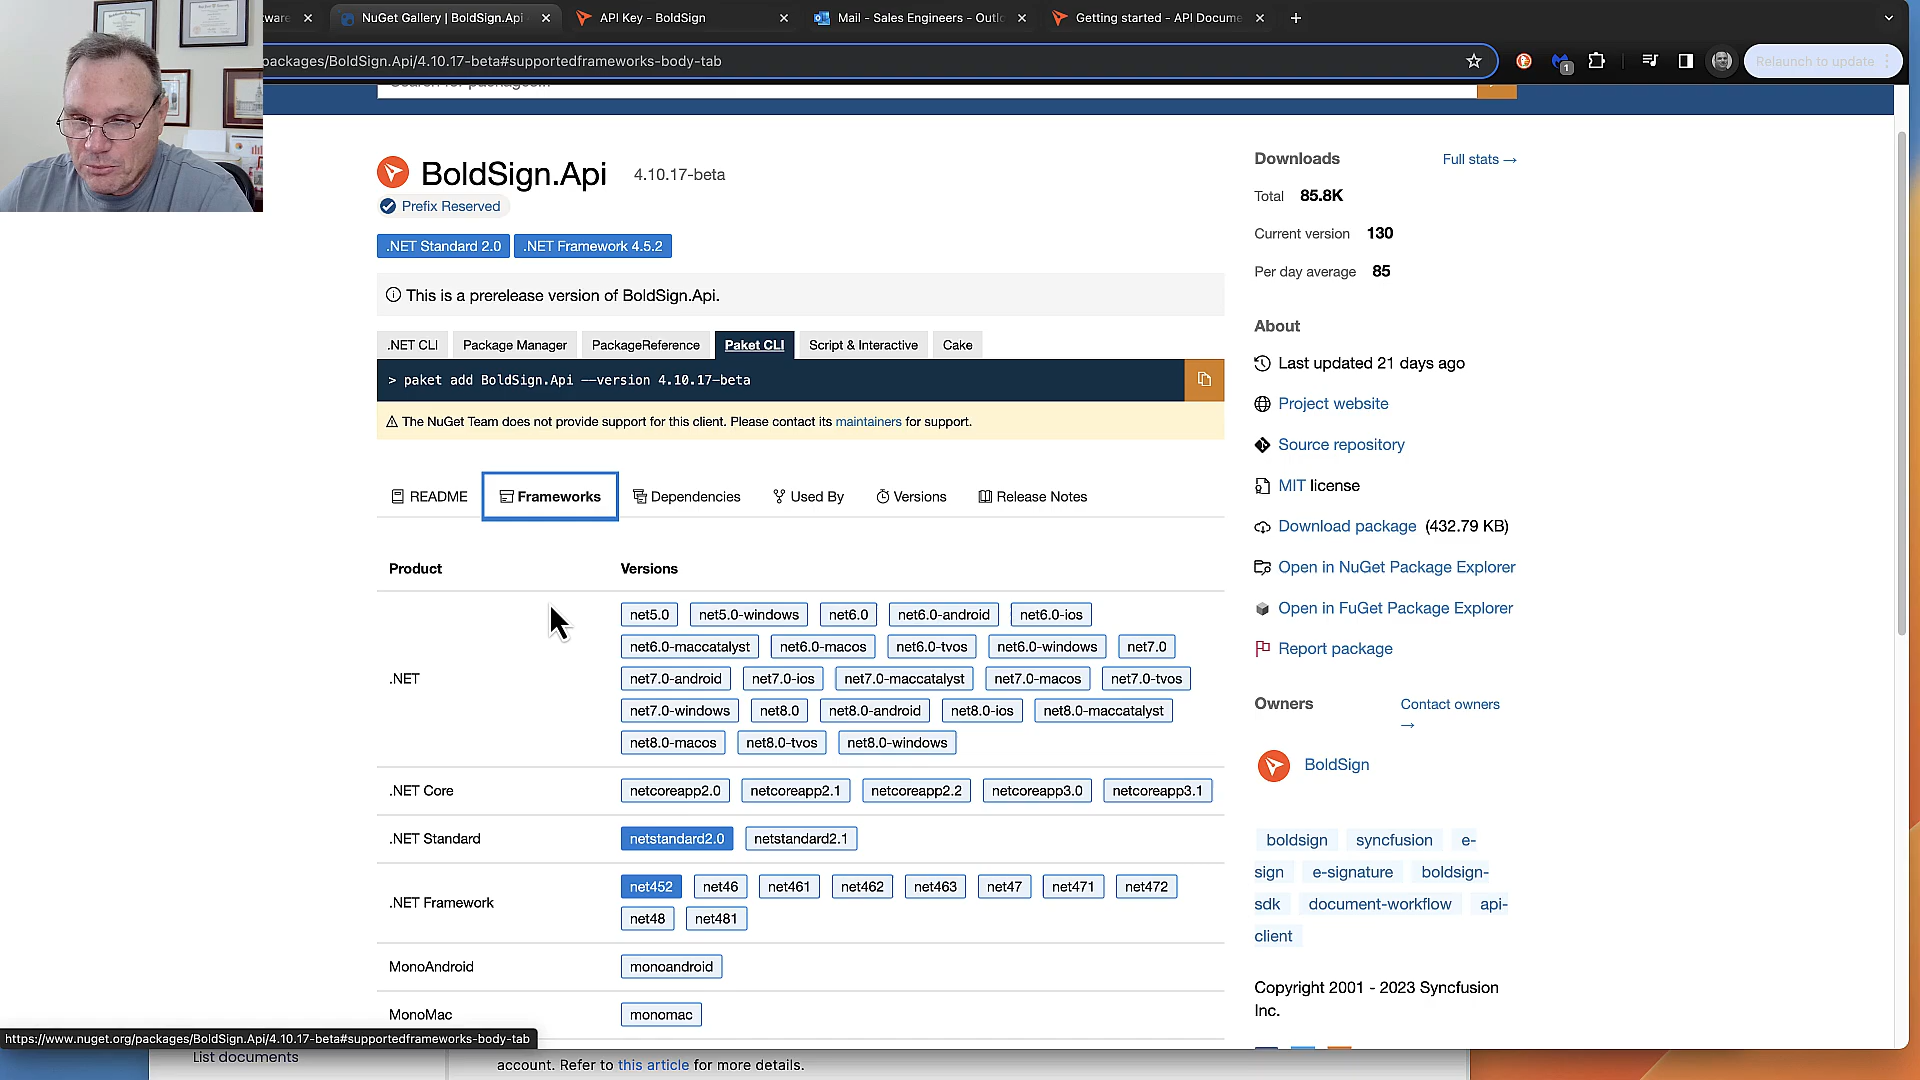 tware
NuGet Gallery | BoldSign.Api
API Key - BoldSign
Mail - Sales Engineers - Outlo
Getting started - API Docume
packages/BoldSign.Api/4.10.17-beta#supportedframeworks-body-tab
1
Relaunch to update
Search for packages...
BoldSign.Api 4.10.17-beta
Prefix Reserved
.NET Standard 2.0 .NET Framework 4.5.2
This is a prerelease version of BoldSign.Api.
.NET CLI Package Manager PackageReference Paket CLI Script & Interactive Cake
> paket add BoldSign.Api --version 4.10.17-beta
The NuGet Team does not provide support for this client. Please contact its maintainers for support.
README Frameworks Dependencies Used By Versions Release Notes
Product Versions
.NET
net5.0 net5.0-windows net6.0 net6.0-android net6.0-ios
net6.0-maccatalyst net6.0-macos net6.0-tvos net6.0-windows net7.0
net7.0-android net7.0-ios net7.0-maccatalyst net7.0-macos net7.0-tvos
net7.0-windows net8.0 net8.0-android net8.0-ios net8.0-maccatalyst
net8.0-macos net8.0-tvos net8.0-windows
.NET Core netcoreapp2.0 netcoreapp2.1 netcoreapp2.2 netcoreapp3.0 netcoreapp3.1
.NET Standard netstandard2.0 netstandard2.1
.NET Framework
net452 net46 net461 net462 net463 net47 net471 net472
net48 net481
MonoAndroid monoandroid
MonoMac monomac
Downloads Full stats →
Total 85.8K
Current version 130
Per day average 85
About
Last updated 21 days ago
Project website
Source repository
MIT license
Download package (432.79 KB)
Open in NuGet Package Explorer
Open in FuGet Package Explorer
Report package
Owners Contact owners
→
BoldSign
boldsign syncfusion e-
sign e-signature boldsign-
sdk document-workflow api-
client
Copyright 2001 - 2023 Syncfusion
Inc.
https://www.nuget.org/packages/BoldSign.Api/4.10.17-beta#supportedframeworks-body-tab
List documents
account. Refer to this article for more details.